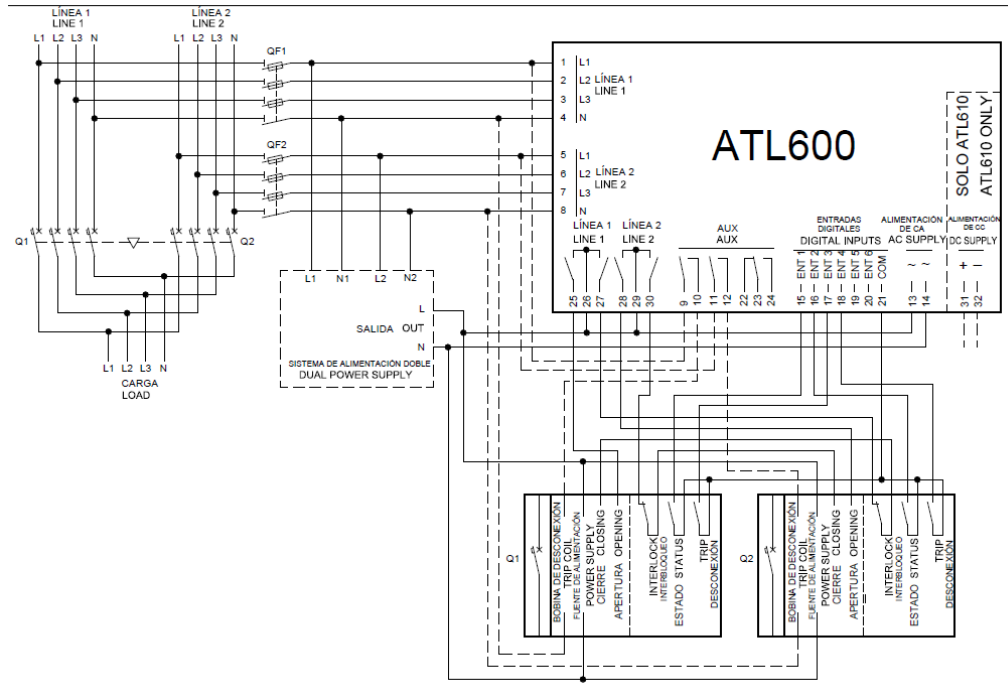 LÍNEA 1 LÍNEA 2
LINE 1 LINE 2
L1 L2 L3 N L1 L2 L3 N
QF1
1 L1
2 L2 LÍNEA 1
LINE 1
3 L3
4 N
QF2
5 L1
6 L2 LÍNEA 2
LINE 2
7 L3
8 N
ATL600
SOLO ATL610
ATL610 ONLY
Q1 Q2
LÍNEA 1 LÍNEA 2
LINE 1 LINE 2
AUX
AUX
ENTRADAS
DIGITALES
DIGITAL INPUTS
ALIMENTACIÓN
DE CA
AC SUPPLY
ALIMENTACIÓN
DE CC
DC SUPPLY
ENT 1 ENT 2 ENT 3 ENT 4 ENT 5 ENT 6 COM ~ ~ + –
25 26 27 28 29 30 9 10 11 12 22 23 24 15 16 17 18 19 20 21 13 14 31 32
L1 N1 L2 N2
L
SALIDA OUT
N
SISTEMA DE ALIMENTACIÓN DOBLE
DUAL POWER SUPPLY
L1 L2 L3 N
CARGA
LOAD
Q1
BOBINA DE DESCONEXIÓN
TRIP COIL
FUENTE DE ALIMENTACIÓN
POWER SUPPLY
CIERRE CLOSING
APERTURA OPENING
INTERLOCK
INTERBLOQUEO
ESTADO STATUS
TRIP
DESCONEXIÓN
Q2
BOBINA DE DESCONEXIÓN
TRIP COIL
FUENTE DE ALIMENTACIÓN
POWER SUPPLY
CIERRE CLOSING
APERTURA OPENING
INTERLOCK
INTERBLOQUEO
ESTADO STATUS
TRIP
DESCONEXIÓN